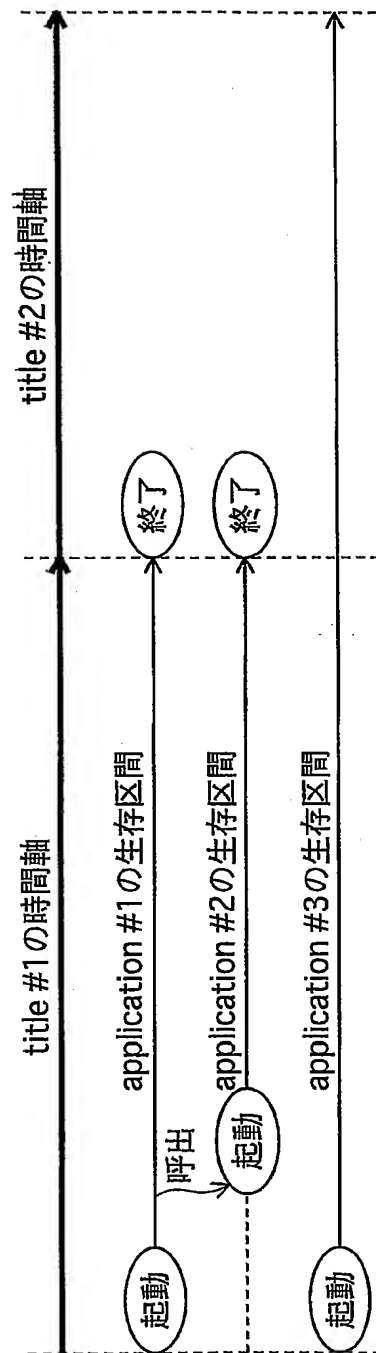 title #1の時間軸
title #2の時間軸
起動
application #1の生存区間
終了
呼出
起動
application #2の生存区間
終了
起動
application #3の生存区間